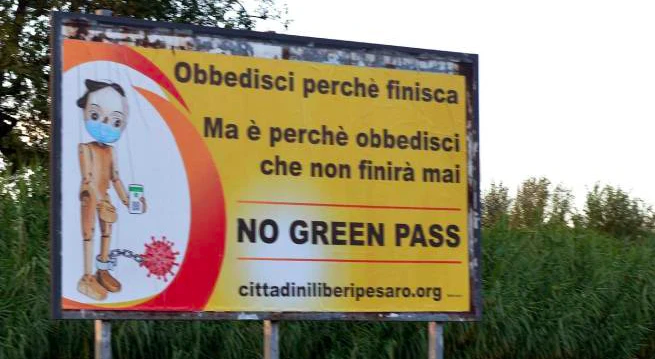 Obbedisci perchè finisca
Ma è perchè obbedisci
che non finirà mai
NO GREEN PASS
cittadiniliberipesaro.org